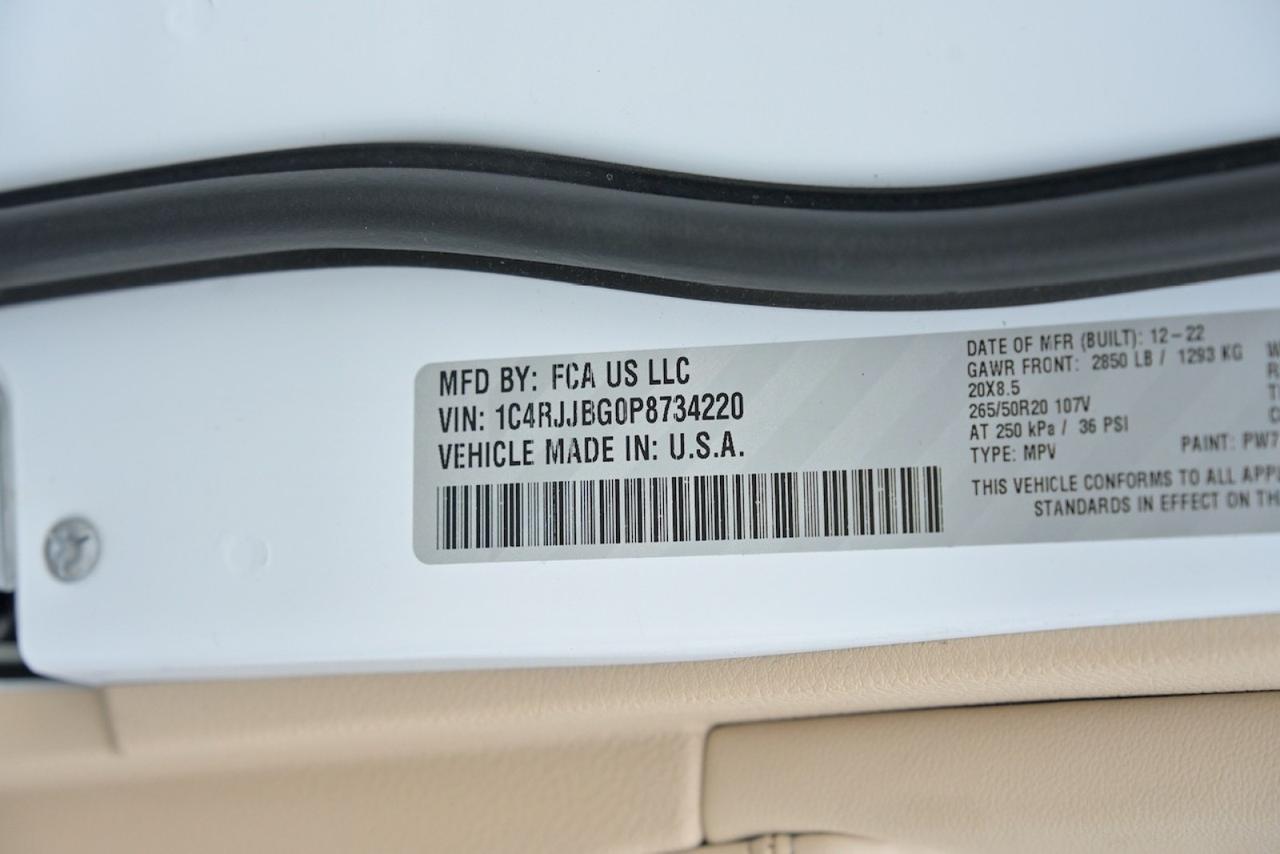 MFD BY: FCA US LLC
VIN: 1C4RJJBG0P8734220
VEHICLE MADE IN: U.S.A.
DATE OF MFR (BUILT): 12-22
GAWR FRONT: 2850 LB / 1293 KG
20X8.5
265/50R20 107V
AT 250 kPa / 36 PSI
TYPE: MPV
PAINT: PW7
THIS VEHICLE CONFORMS TO ALL
STANDARDS IN EFFECT ON